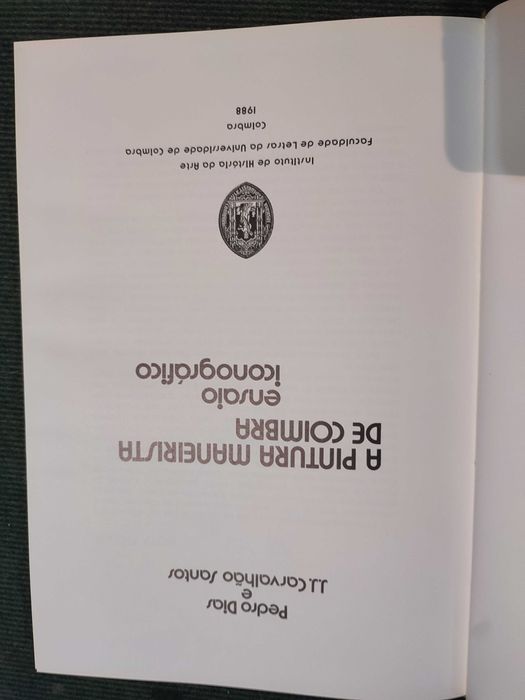 Pedro Dias
e
J.J. Carvalhão Santos
A PINTURA MANEIRISTA
DE COIMBRA
ensaio
iconográfico
Instituto de História da Arte
Faculdade de Letras da Universidade de Coimbra
Coimbra
1988